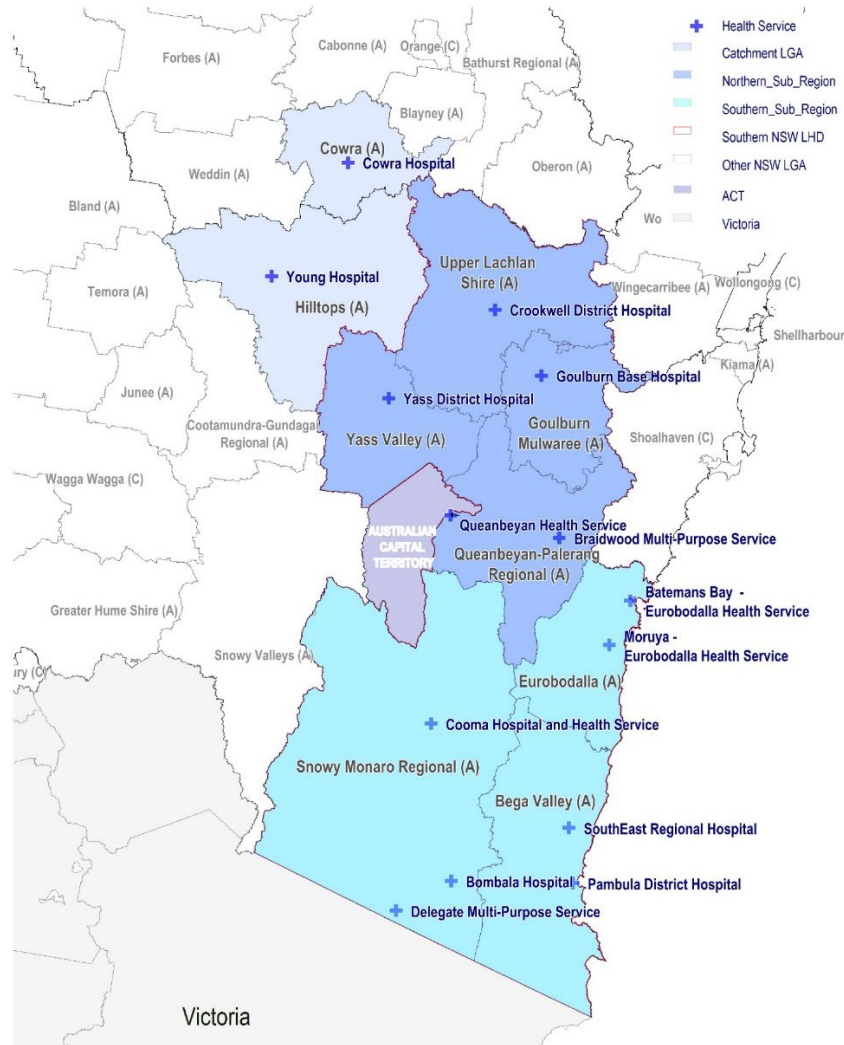 Health Service
Catchment LGA
Northern_Sub_Region
Southern_Sub_Region
Southern NSW LHD
Other NSW LGA
ACT
Victoria
Cabonne (A)
Orange (C)
Forbes (A)
Bathurst Regional (A)
Blayney (A)
Cowra (A)
Cowra Hospital
Weddin (A)
Oberon (A)
Bland (A)
Wo
Upper Lachlan
Shire (A)
Young Hospital
Temora (A)
Hilltops (A)
Wingecarribee (A)
Wollongong (C)
Crookwell District Hospital
Shellharbour
Kiama (A)
Goulburn Base Hospital
Junee (A)
Yass District Hospital
Cootamundra-Gundagai
Regional (A)
Yass Valley (A)
Goulburn
Mulwaree (A)
Shoalhaven (C)
Wagga Wagga (C)
Queanbeyan Health Service
AUSTRALIAN
CAPITAL
TERRITORY
Braidwood Multi-Purpose Service
Queanbeyan-Palerang
Regional (A)
Batemans Bay -
Eurobodalla Health Service
Greater Hume Shire (A)
Moruya -
Eurobodalla Health Service
Snowy Valleys (A)
ury (C)
Eurobodalla (A)
Cooma Hospital and Health Service
Snowy Monaro Regional (A)
Bega Valley (A)
SouthEast Regional Hospital
Bombala Hospital
Pambula District Hospital
Delegate Multi-Purpose Service
Victoria